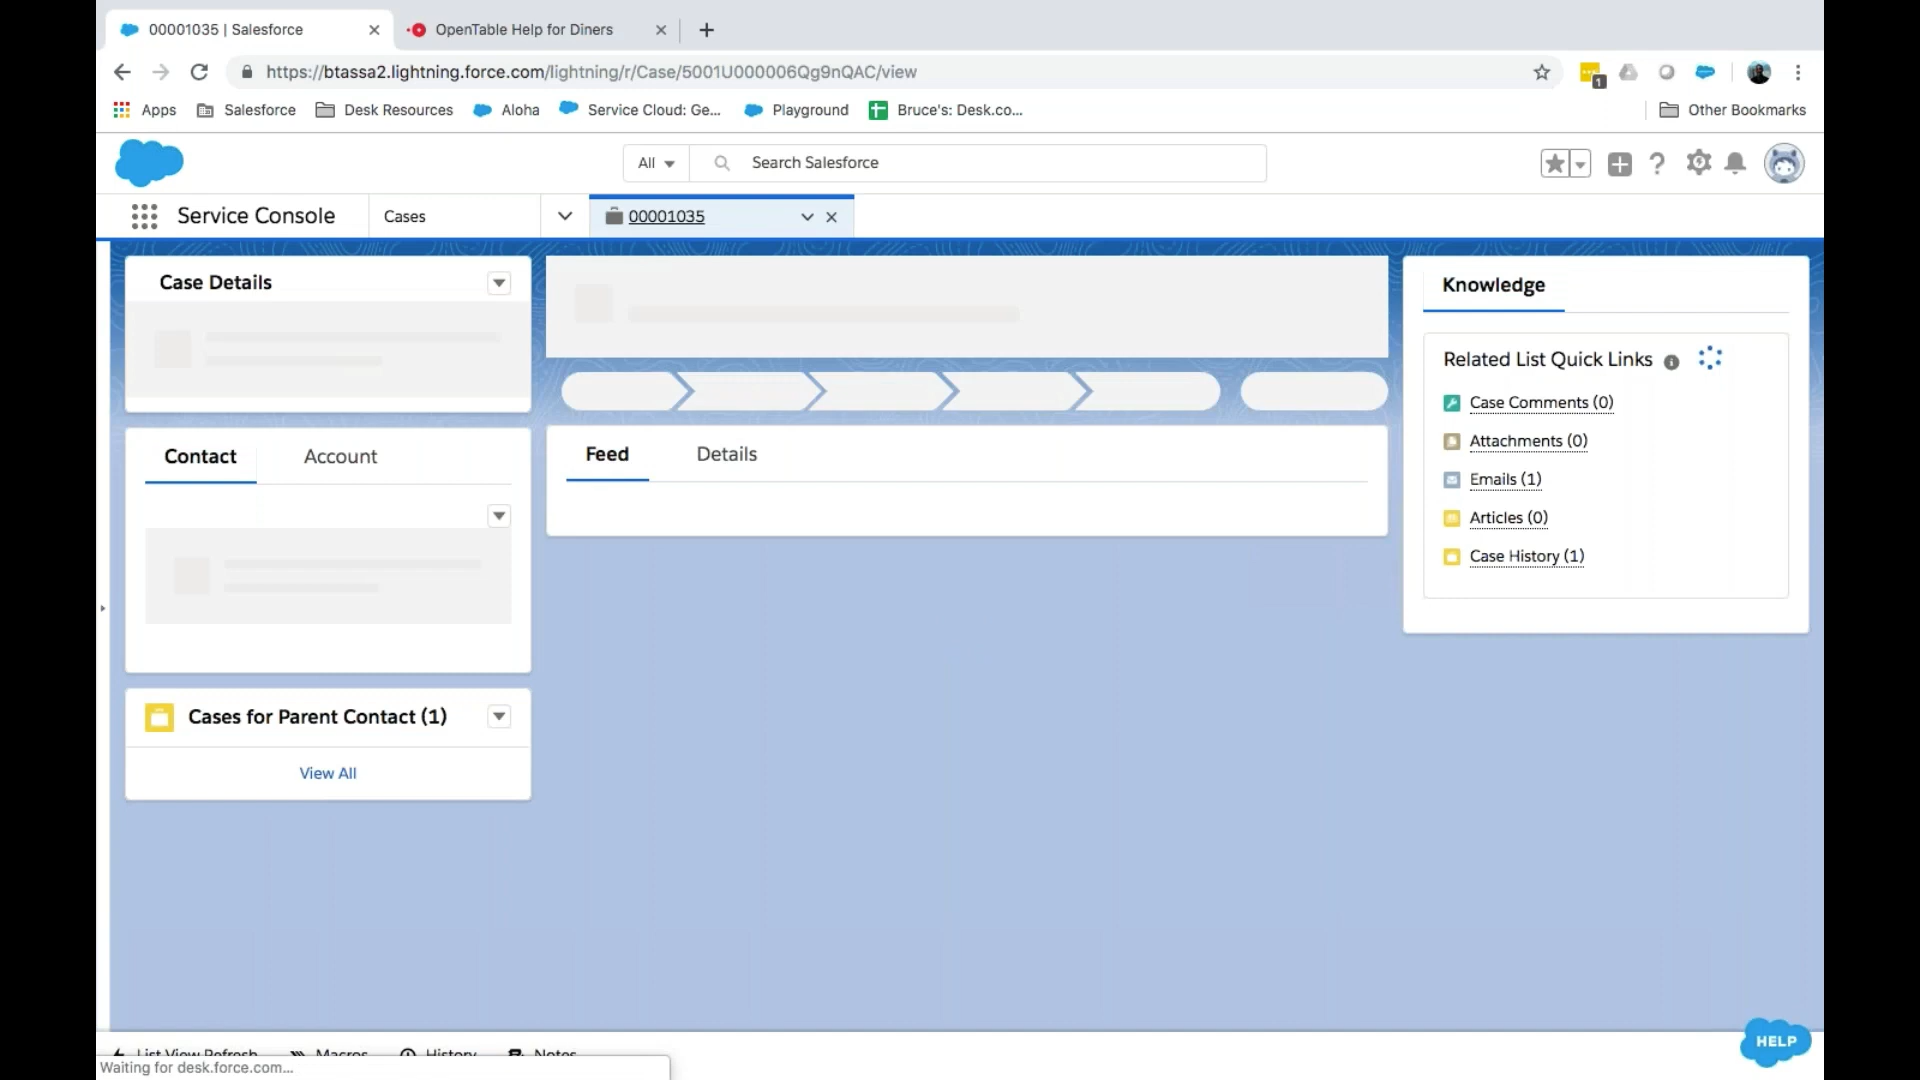 00001035 | Salesforce
OpenTable Help for Diners
https://btassa2.lightning.force.com/lightning/r/Case/5001U000006Qg9nQAC/view
1
Apps
Salesforce
Desk Resources
Aloha
Service Cloud: Ge...
Playground
Bruce's: Desk.co...
Other Bookmarks
All
Search Salesforce
Service Console
Cases
00001035
Case Details
Contact
Account
Cases for Parent Contact (1)
View All
Feed
Details
Knowledge
Related List Quick Links
Case Comments (0)
Attachments (0)
Emails (1)
Articles (0)
Case History (1)
List View Refresh
Macros
History
Notes
Waiting for desk.force.com...
HELP